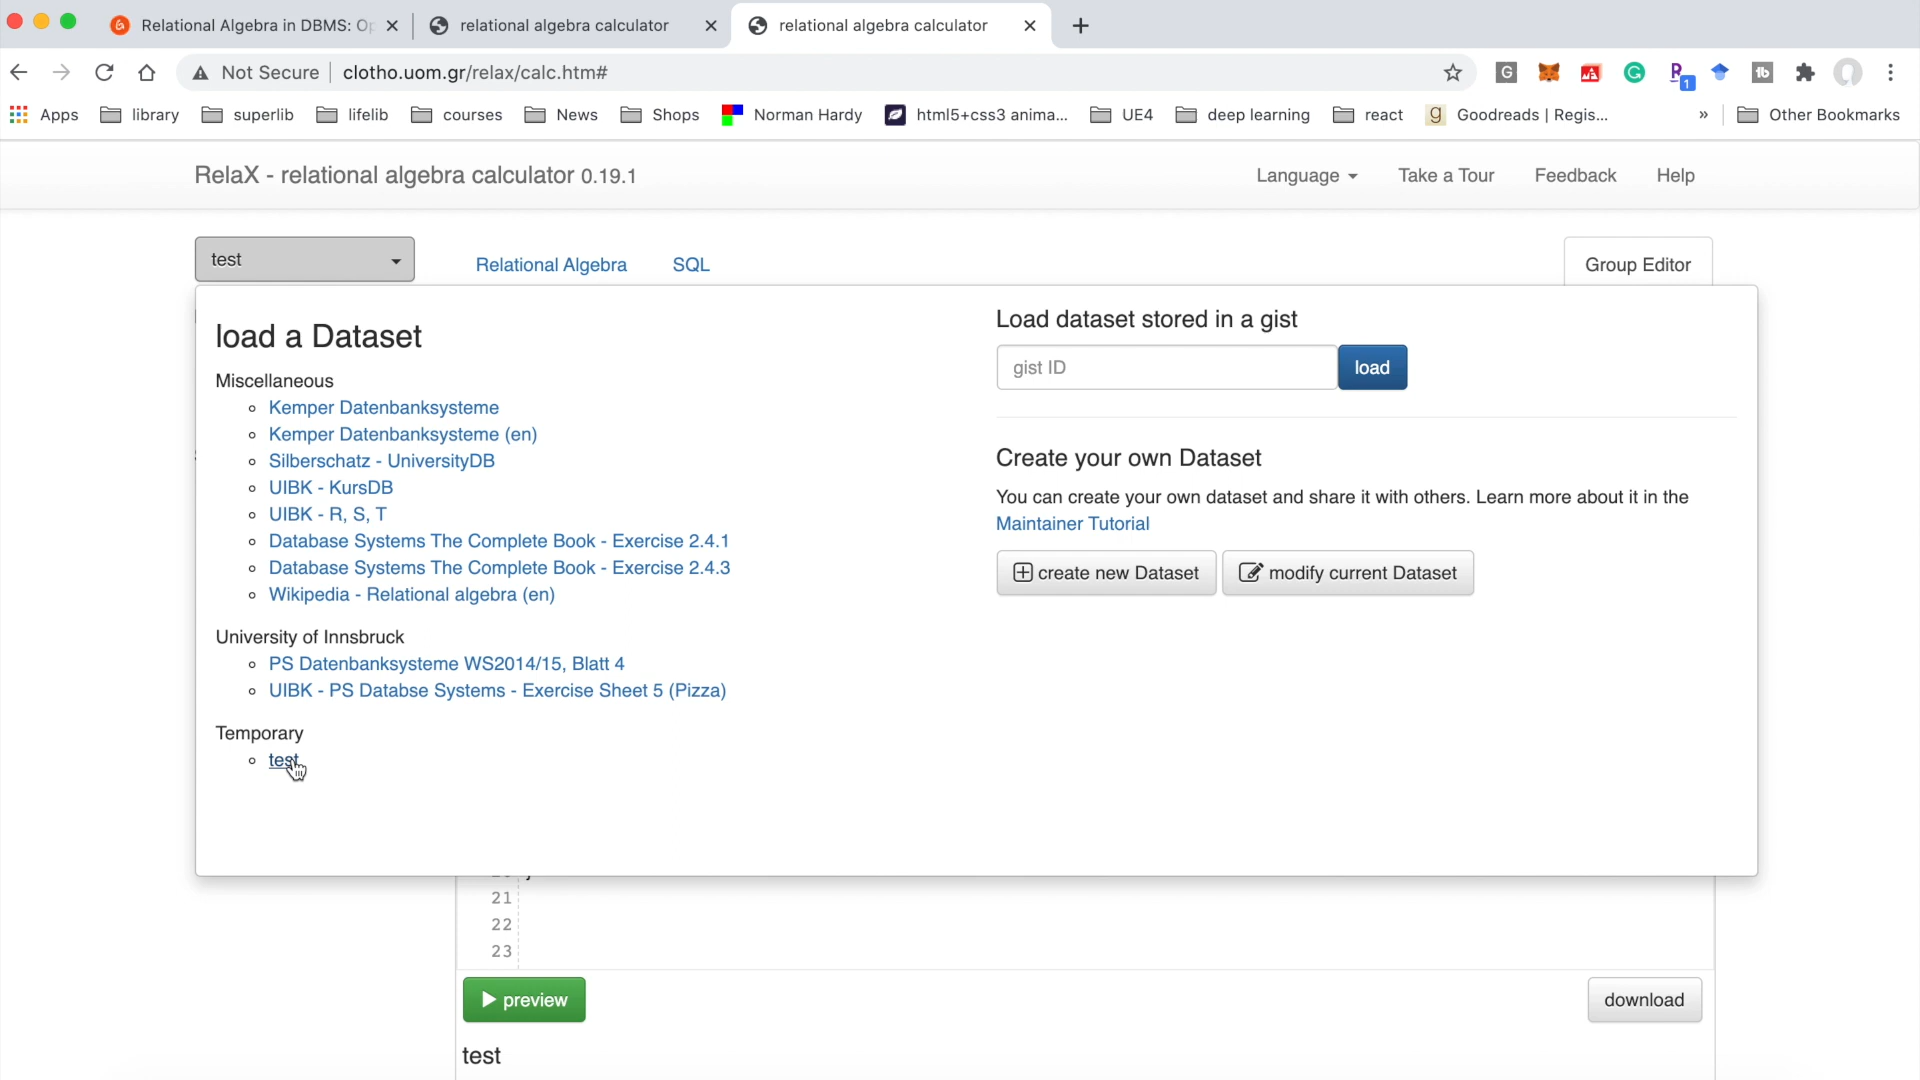 Relational Algebra in DBMS: Op
relational algebra calculator
relational algebra calculator
Not Secure
clotho.uom.gr/relax/calc.htm#
Apps
library
superlib
lifelib
courses
News
Shops
Norman Hardy
html5+css3 anima...
UE4
deep learning
react
Goodreads | Regis...
»
Other Bookmarks
RelaX - relational algebra calculator 0.19.1
Language
Take a Tour
Feedback
Help
test
Relational Algebra
SQL
Group Editor
load a Dataset
Miscellaneous
Kemper Datenbanksysteme
Kemper Datenbanksysteme (en)
Silberschatz - UniversityDB
UIBK - KursDB
UIBK - R, S, T
Database Systems The Complete Book - Exercise 2.4.1
Database Systems The Complete Book - Exercise 2.4.3
Wikipedia - Relational algebra (en)
University of Innsbruck
PS Datenbanksysteme WS2014/15, Blatt 4
UIBK - PS Databse Systems - Exercise Sheet 5 (Pizza)
Temporary
test
Load dataset stored in a gist
gist ID
load
Create your own Dataset
You can create your own dataset and share it with others. Learn more about it in the
Maintainer Tutorial
create new Dataset
modify current Dataset
21
22
23
preview
download
test